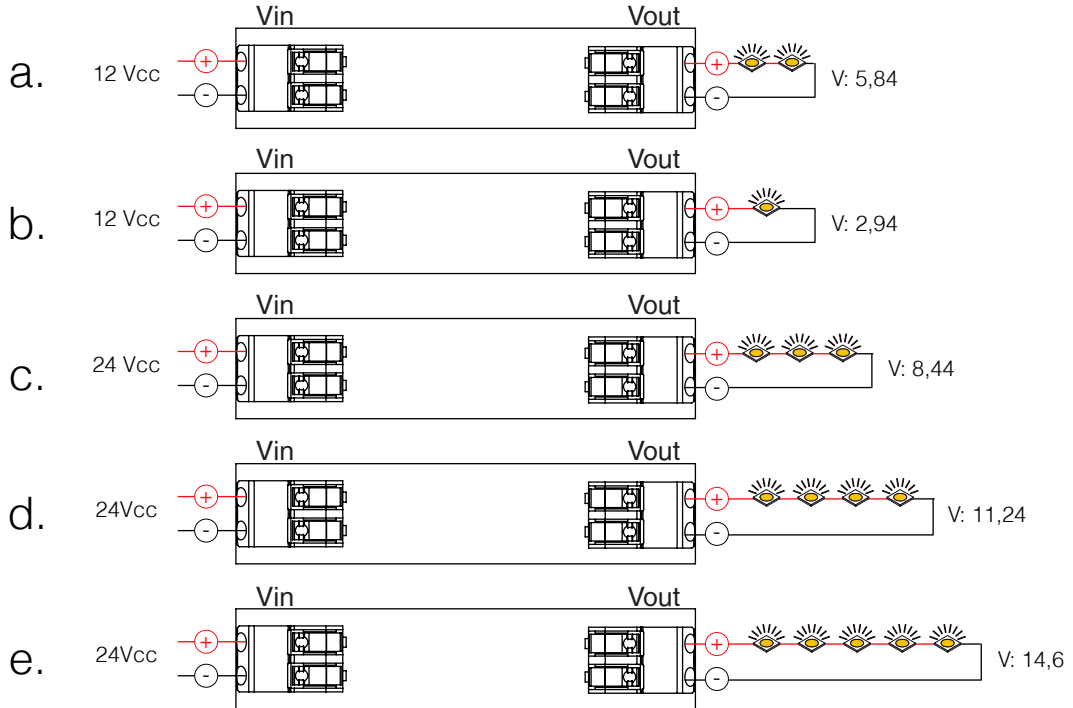 Vin Vout
a. 12 Vcc + - + - V: 5,84
Vin Vout
b. 12 Vcc + - + - V: 2,94
Vin Vout
c. 24 Vcc + - + - V: 8,44
Vin Vout
d. 24Vcc + - + - V: 11,24
Vin Vout
e. 24Vcc + - + - V: 14,6